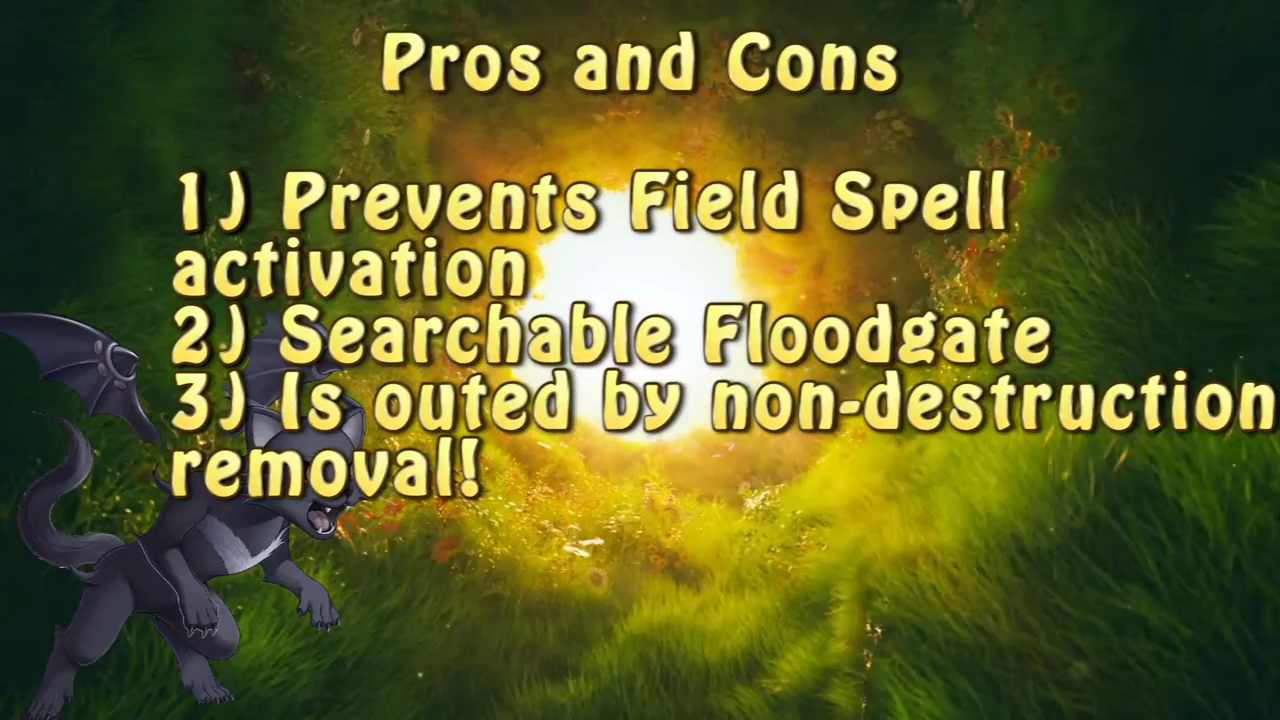 Pros and Cons
1) Prevents Field Spell
activation
2) Searchable Floodgate
3) Is outed by non-destruction
removal!